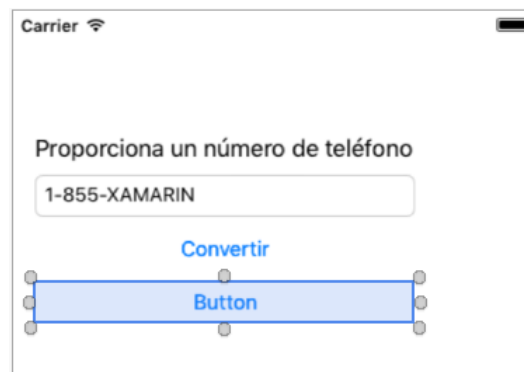 Carrier
Proporciona un número de teléfono
1-855-XAMARIN
Convertir
Button